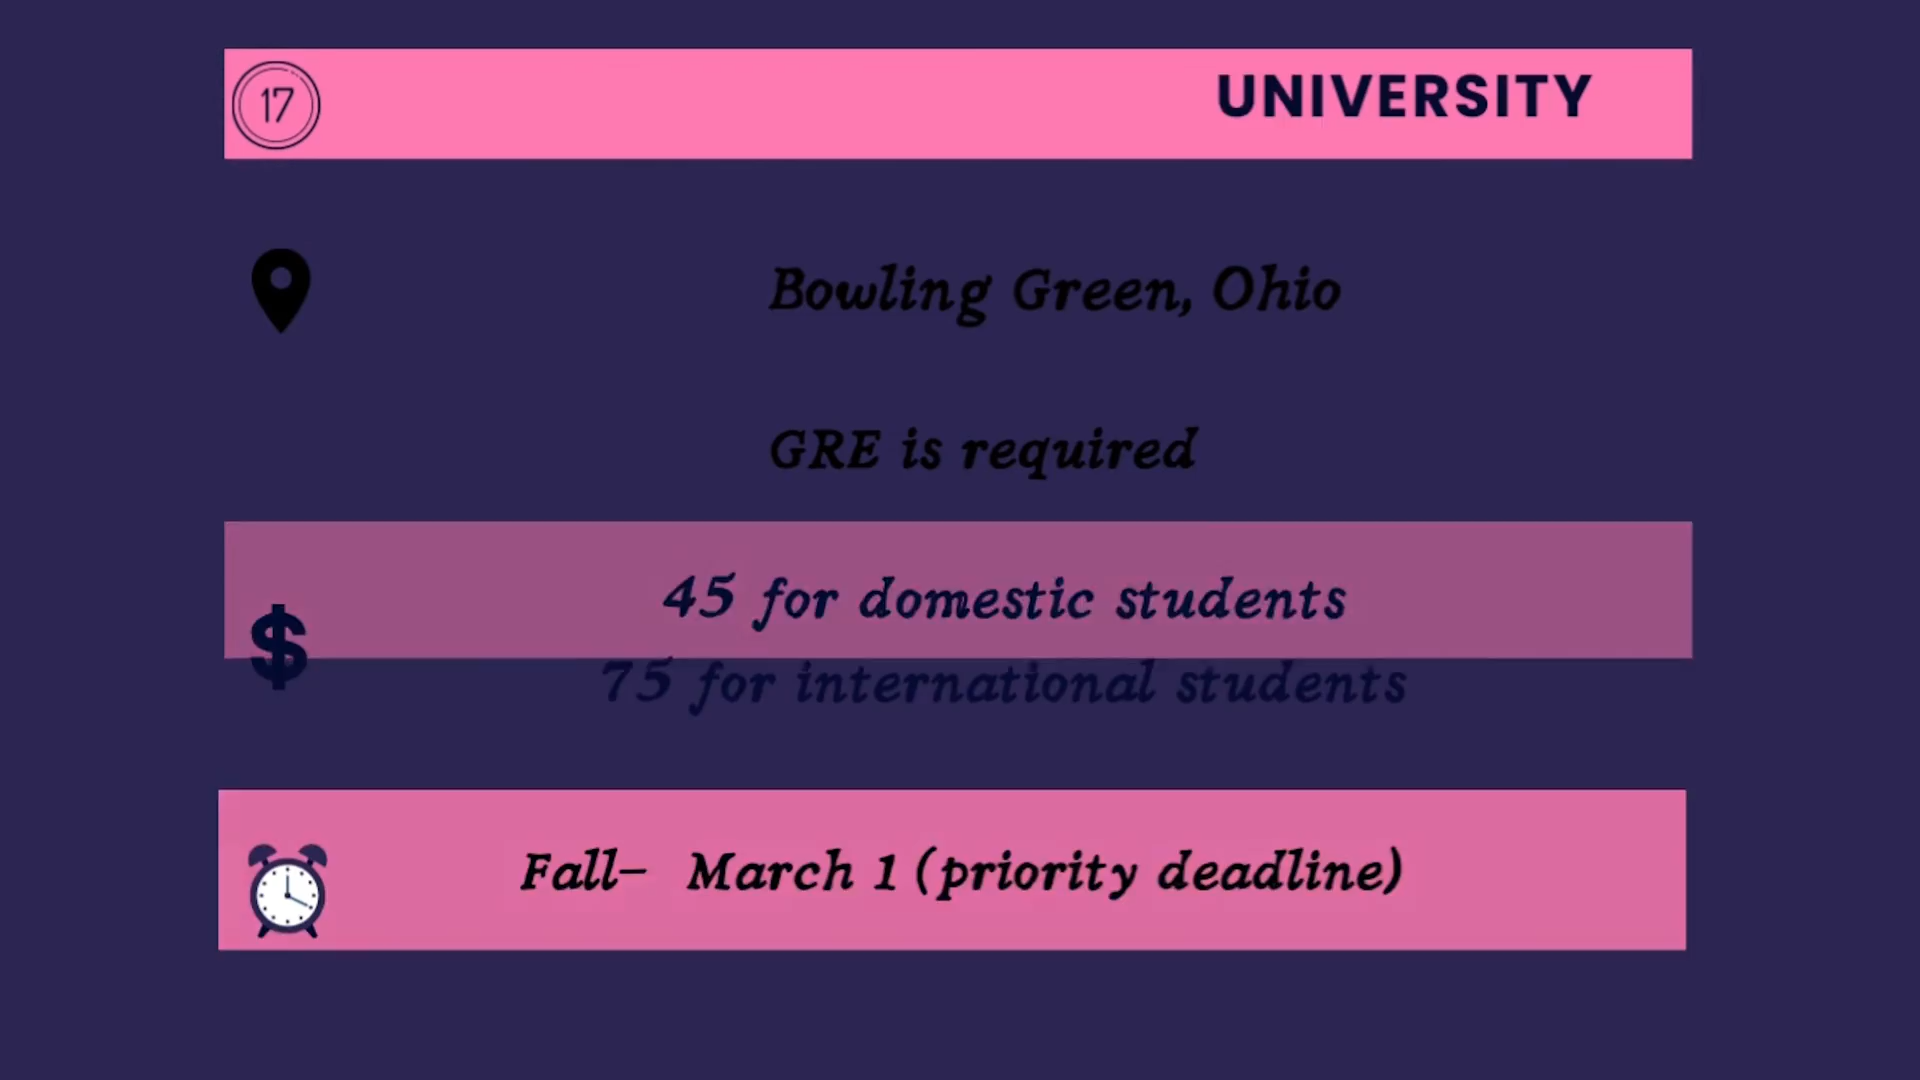 17
UNIVERSITY
Bowling Green, Ohio
GRE is required
$
45 for domestic students
75 for international students
Fall– March 1 (priority deadline)